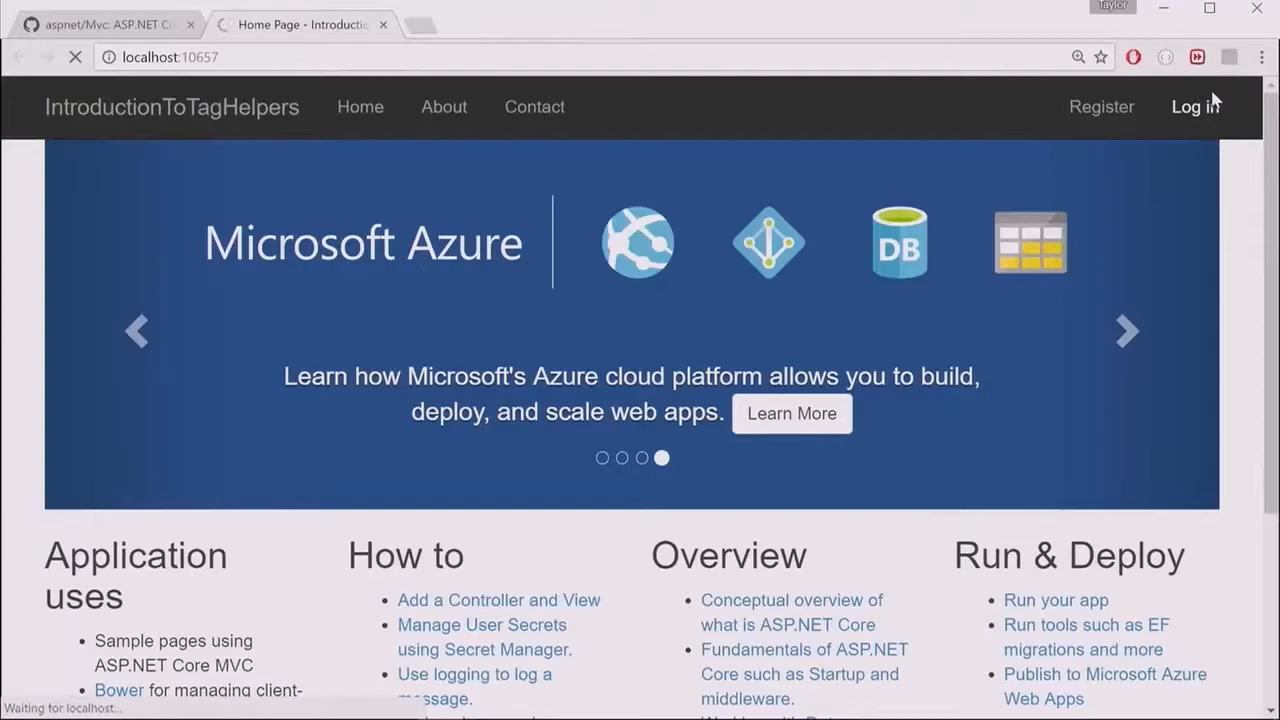 Taylor
aspnet/Mvc: ASP.NET C
Home Page - Introductio
localhost:10657
IntroductionToTagHelpers
Home
About
Contact
Register
Log in
Microsoft Azure
DB
Learn how Microsoft's Azure cloud platform allows you to build,
deploy, and scale web apps.
Learn More
Application
uses
Sample pages using
ASP.NET Core MVC
Bower for managing client-
How to
Add a Controller and View
Manage User Secrets
using Secret Manager.
Use logging to log a
message.
Overview
Conceptual overview of
what is ASP.NET Core
Fundamentals of ASP.NET
Core such as Startup and
middleware.
Run & Deploy
Run your app
Run tools such as EF
migrations and more
Publish to Microsoft Azure
Web Apps
Waiting for localhost...